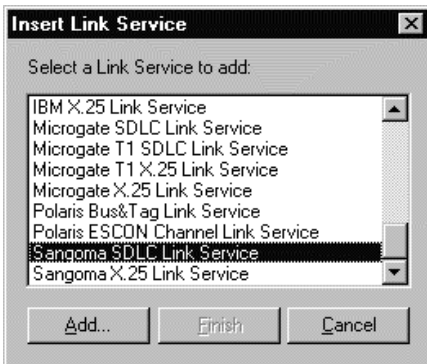 Insert Link Service
Select a Link Service to add:
IBM X.25 Link Service
Microgate SDLC Link Service
Microgate T1 SDLC Link Service
Microgate T1 X.25 Link Service
Microgate X.25 Link Service
Polaris Bus&Tag Link Service
Polaris ESCON Channel Link Service
Sangoma SDLC Link Service
Sangoma X.25 Link Service
Add... Finish Cancel